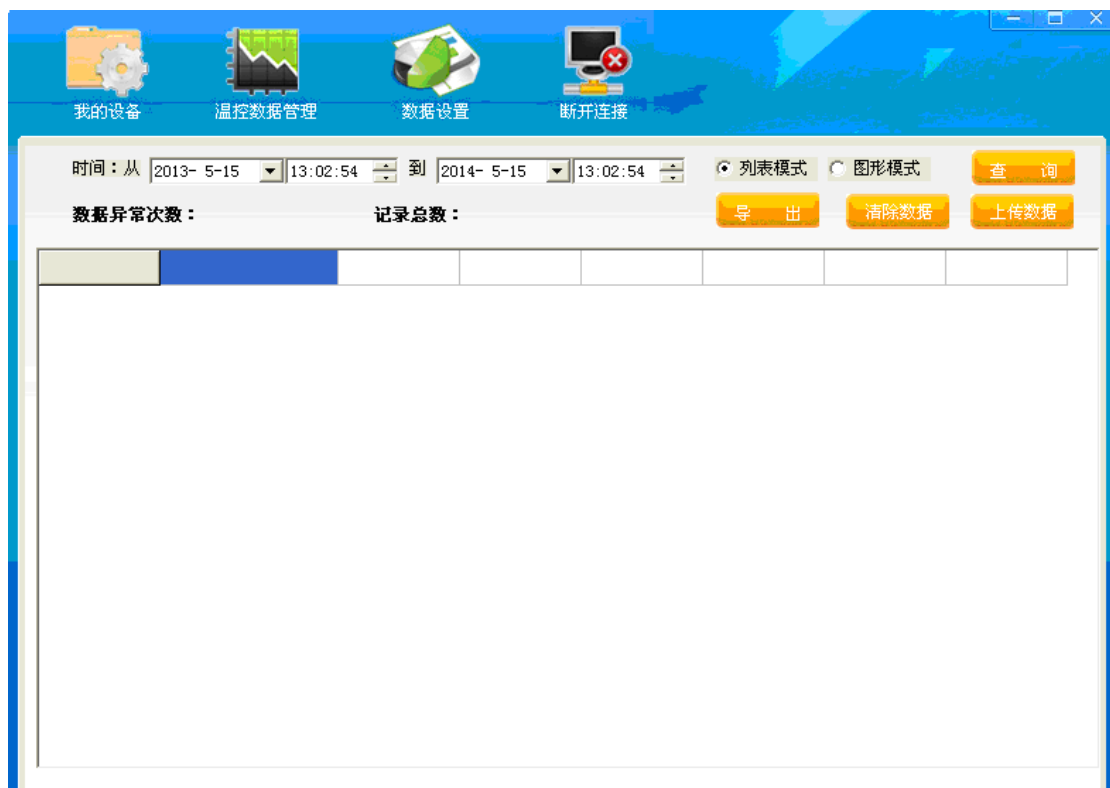 我的设备 温控数据管理 数据设置 断开连接
时间：从 2013- 5-15 13:02:54 到 2014- 5-15 13:02:54 列表模式 图形模式 查 询
数据异常次数： 记录总数： 导 出 清除数据 上传数据